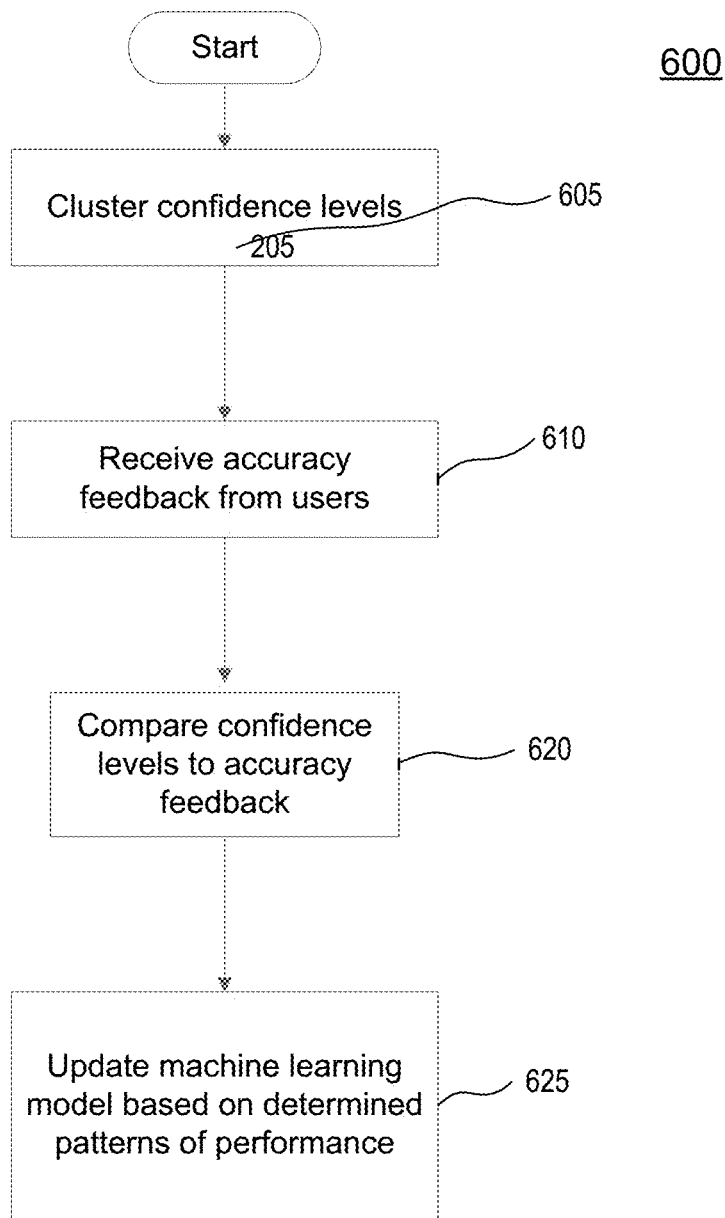 Start
600
Cluster confidence levels
605
205
Receive accuracy
feedback from users
610
Compare confidence
levels to accuracy
feedback
620
Update machine learning
model based on determined
patterns of performance
625